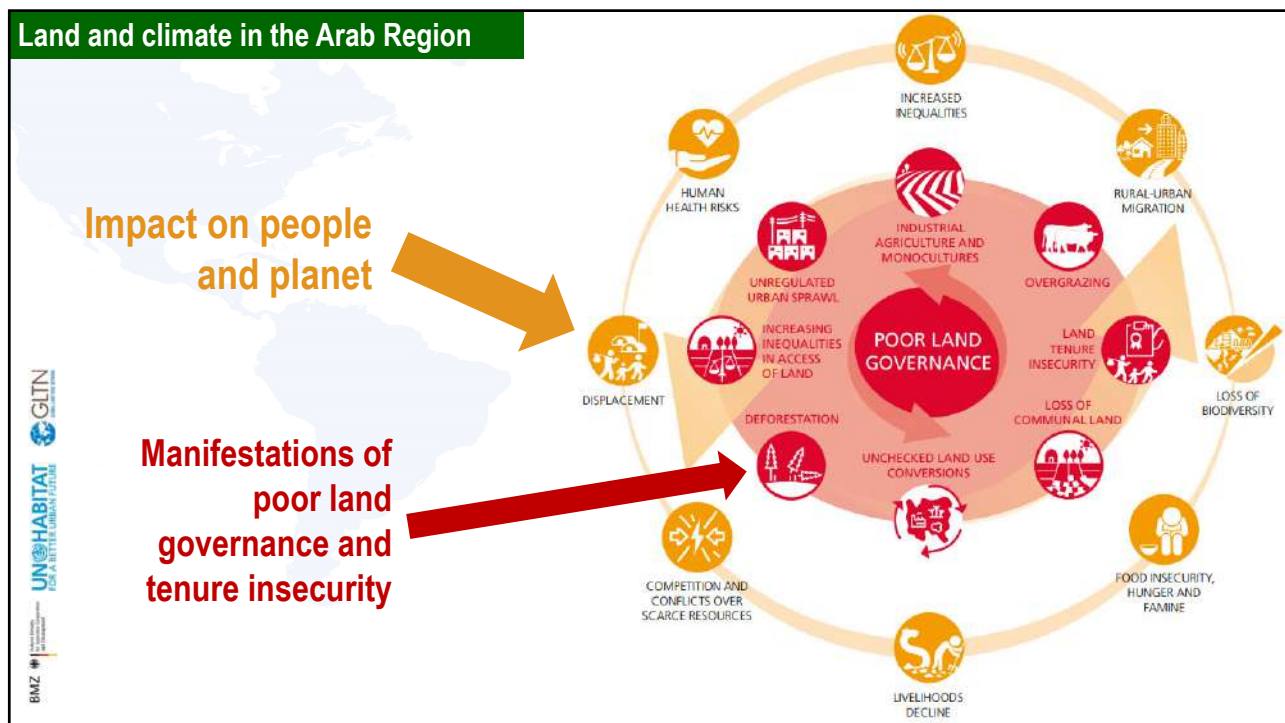 Land and climate in the Arab Region
Impact on people
and planet
Manifestations of
poor land
governance and
tenure insecurity
INCREASED
INEQUALITIES
RURAL-URBAN
MIGRATION
LOSS OF
BIODIVERSITY
FOOD INSECURITY,
HUNGER AND
FAMINE
LIVELIHOODS
DECLINE
COMPETITION AND
CONFLICTS OVER
SCARCE RESOURCES
DISPLACEMENT
HUMAN
HEALTH RISKS
INDUSTRIAL
AGRICULTURE AND
MONOCULTURES
OVERGRAZING
LAND
TENURE
INSECURITY
LOSS OF
COMMUNAL LAND
UNCHECKED LAND USE
CONVERSIONS
DEFORESTATION
INCREASING
INEQUALITIES
IN ACCESS
OF LAND
UNREGULATED
URBAN SPRAWL
POOR LAND
GOVERNANCE
BMZ
UN HABITAT
FOR A BETTER URBAN FUTURE
GLTN